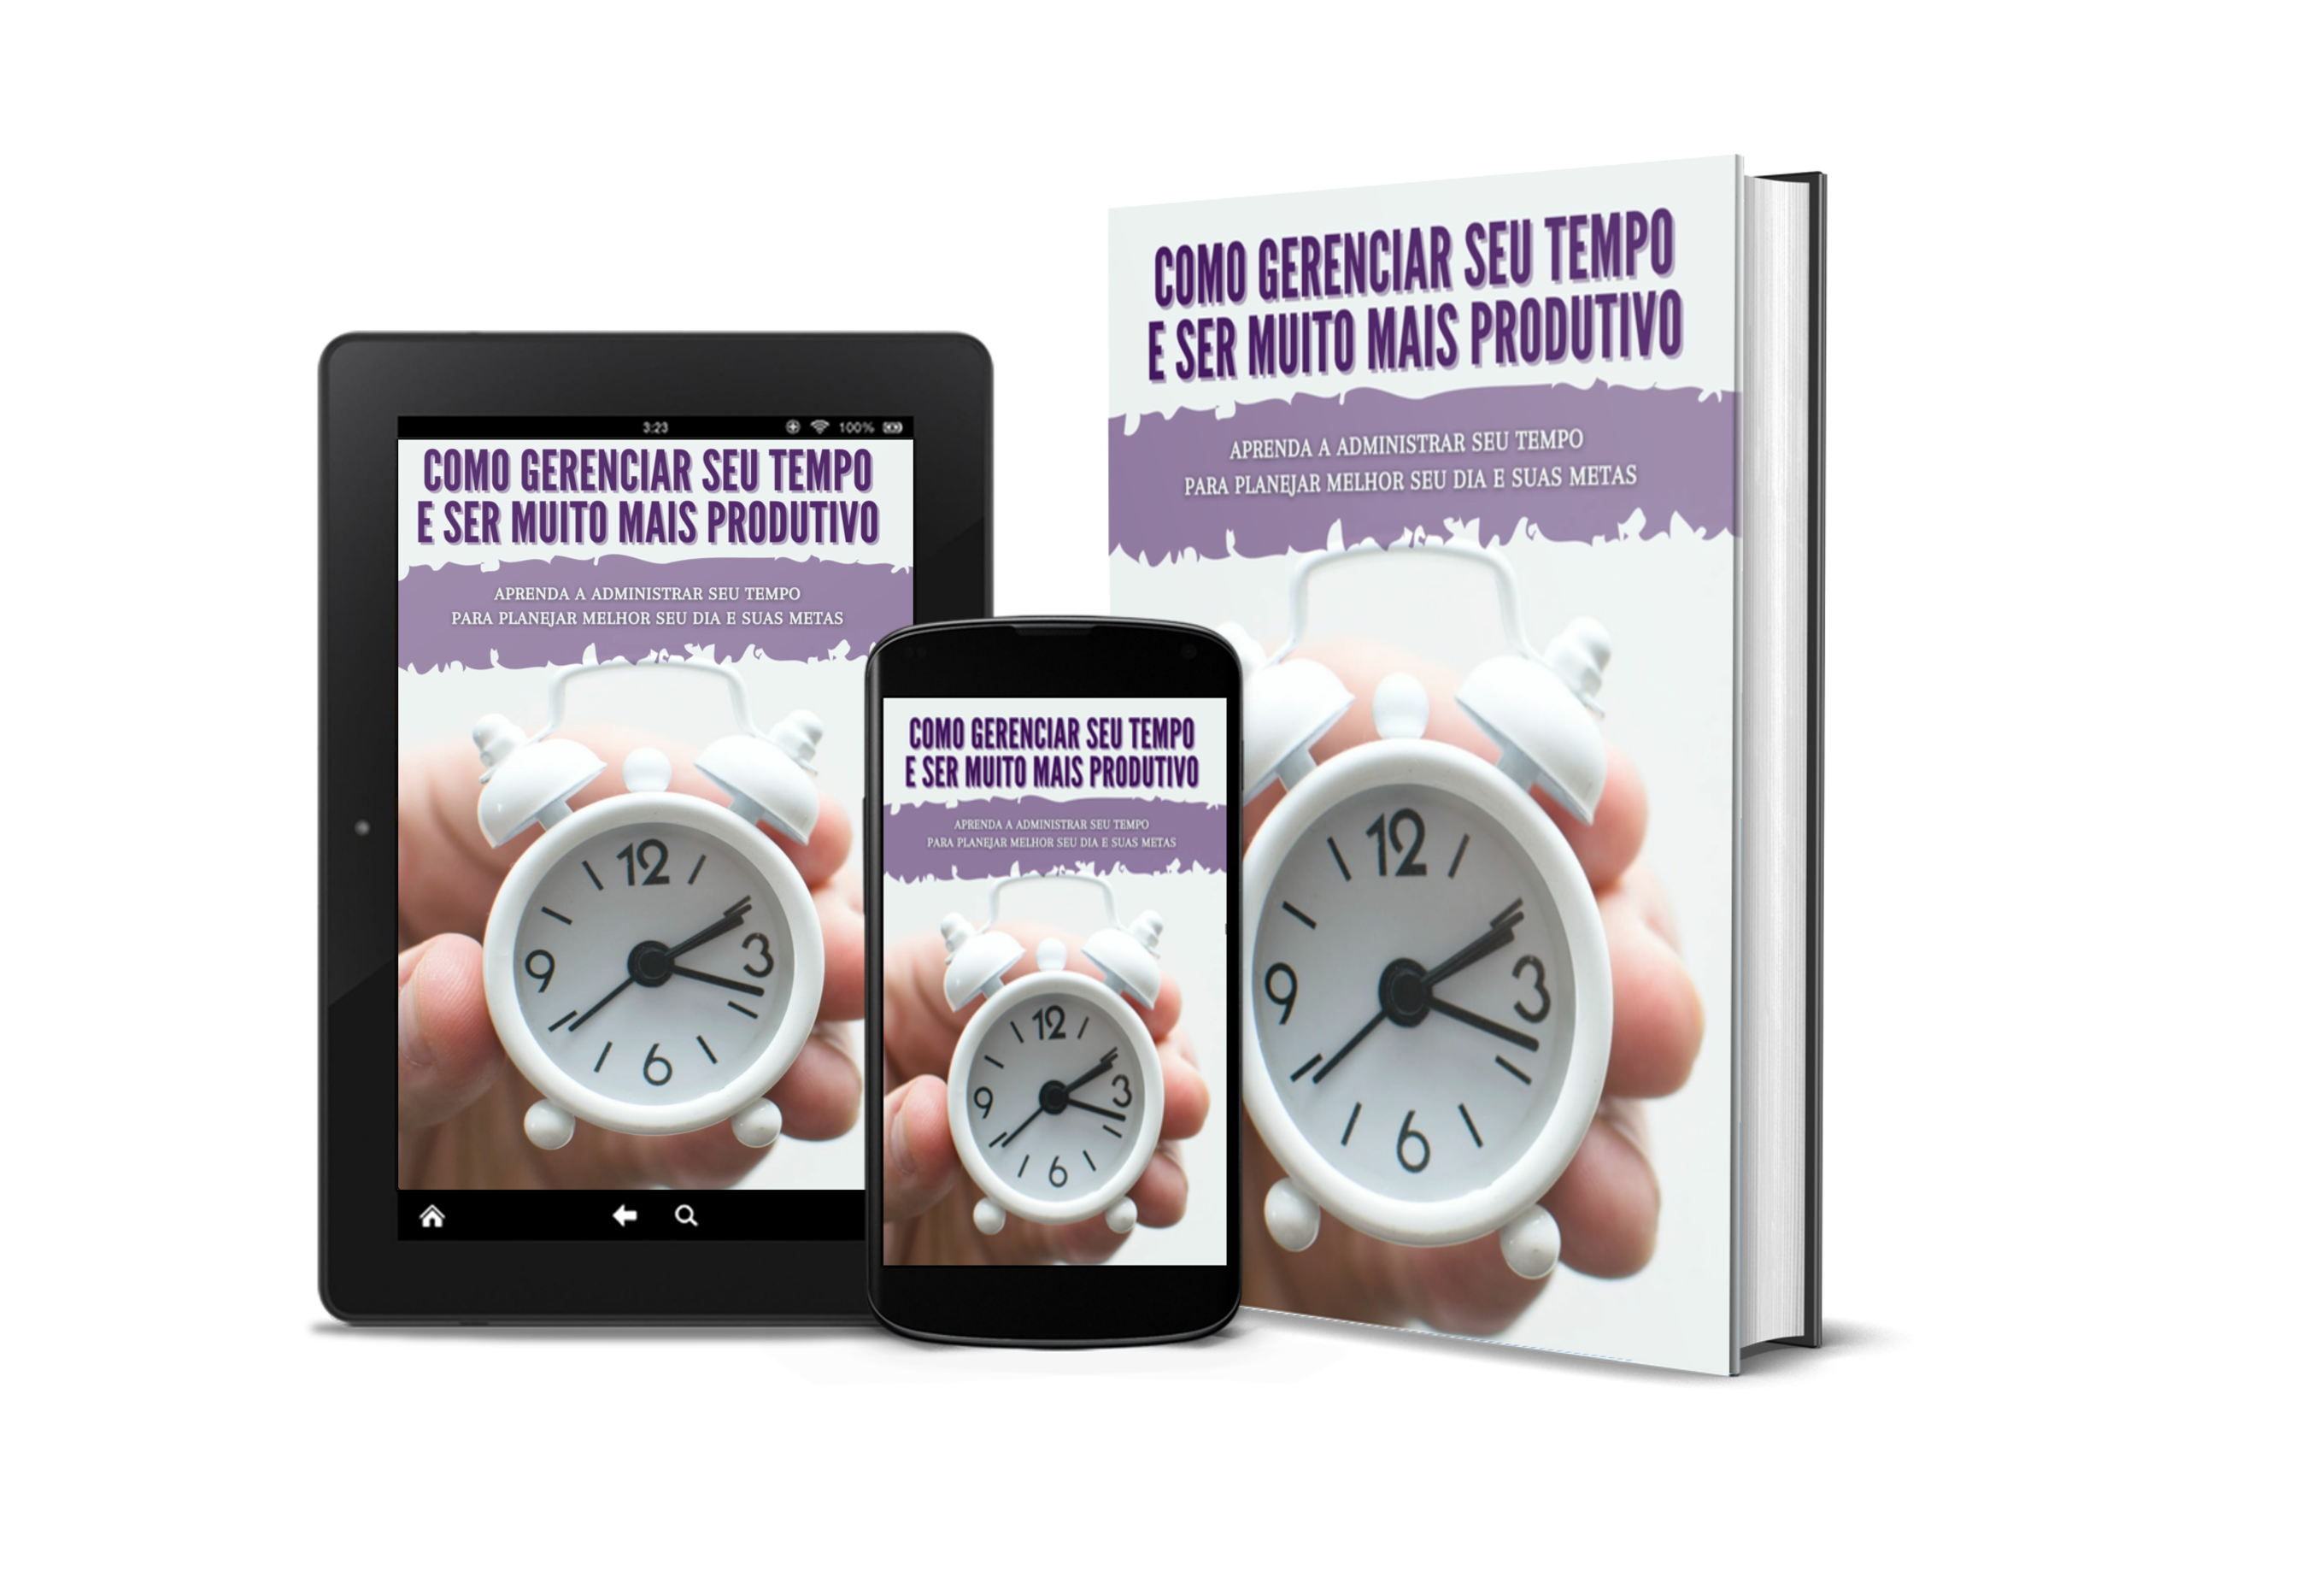 3:23
100%
COMO GERENCIAR SEU TEMPO
E SER MUITO MAIS PRODUTIVO
APRENDA A ADMINISTRAR SEU TEMPO
PARA PLANEJAR MELHOR SEU DIA E SUAS METAS
12
9
3
6
COMO GERENCIAR SEU TEMPO
E SER MUITO MAIS PRODUTIVO
APRENDA A ADMINISTRAR SEU TEMPO
PARA PLANEJAR MELHOR SEU DIA E SUAS METAS
12
9
3
6
COMO GERENCIAR SEU TEMPO
E SER MUITO MAIS PRODUTIVO
APRENDA A ADMINISTRAR SEU TEMPO
PARA PLANEJAR MELHOR SEU DIA E SUAS METAS
12
9
3
6